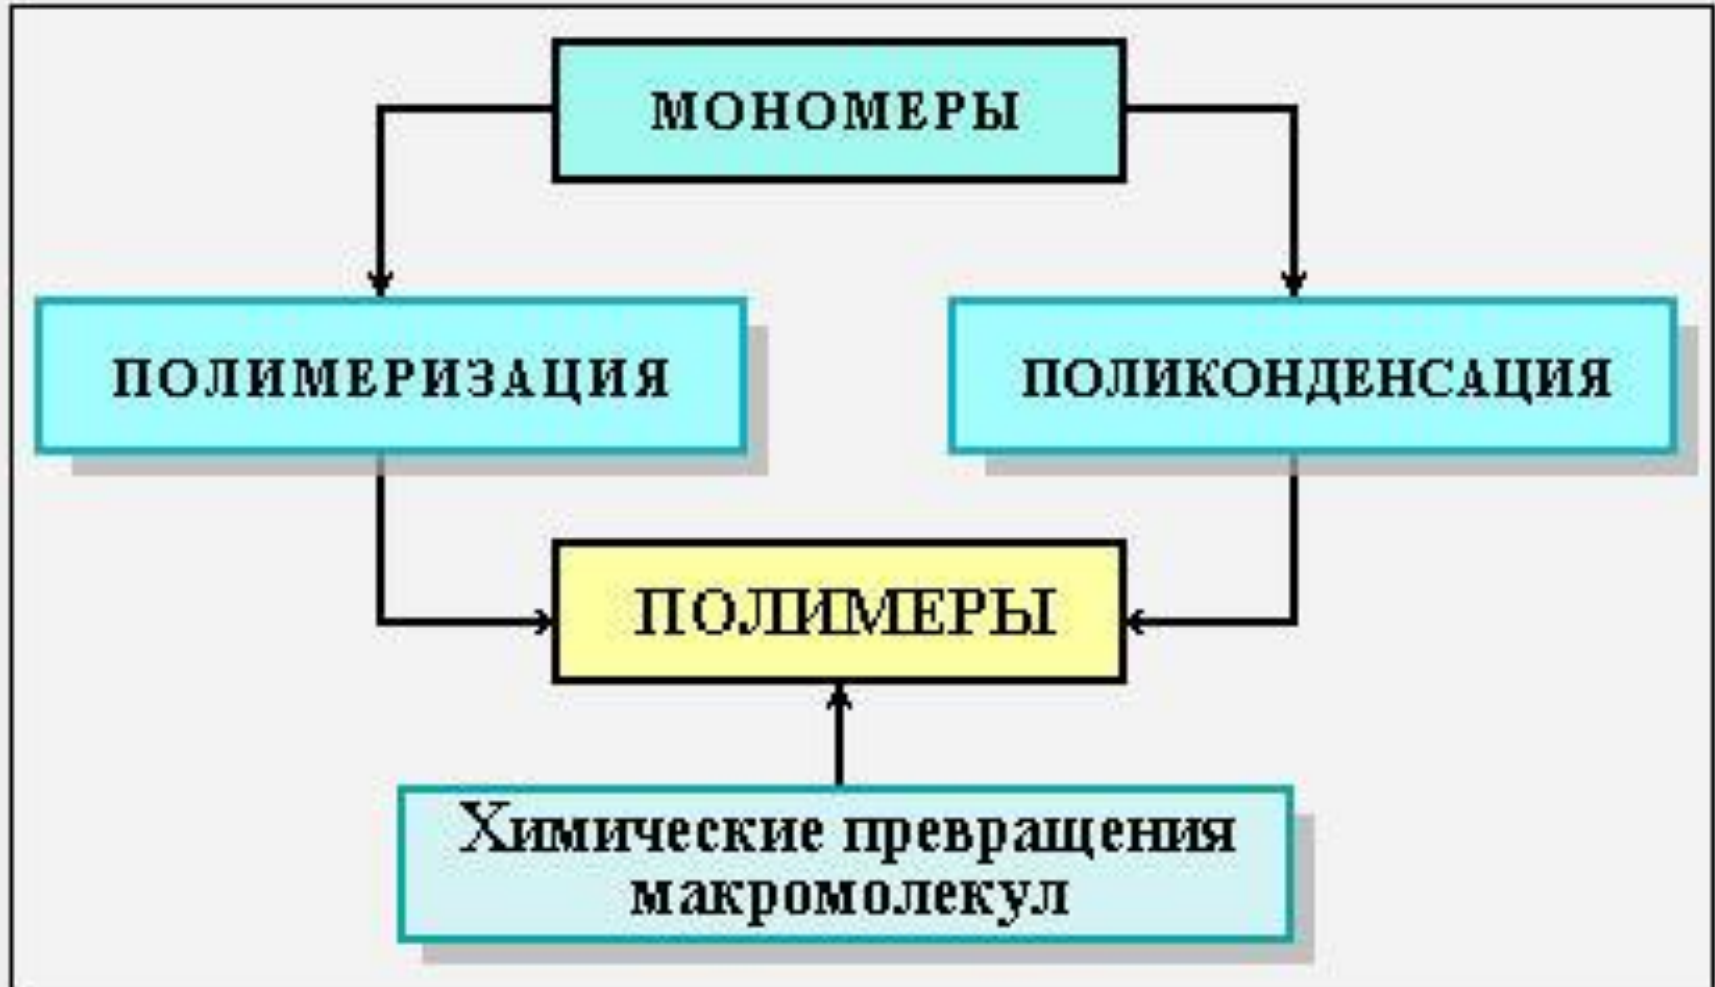 МОНОМЕРЫ
ПОЛИМЕРИЗАЦИЯ
ПОЛИКОНДЕНСАЦИЯ
ПОЛИМЕРЫ
Химические превращения
макромолекул